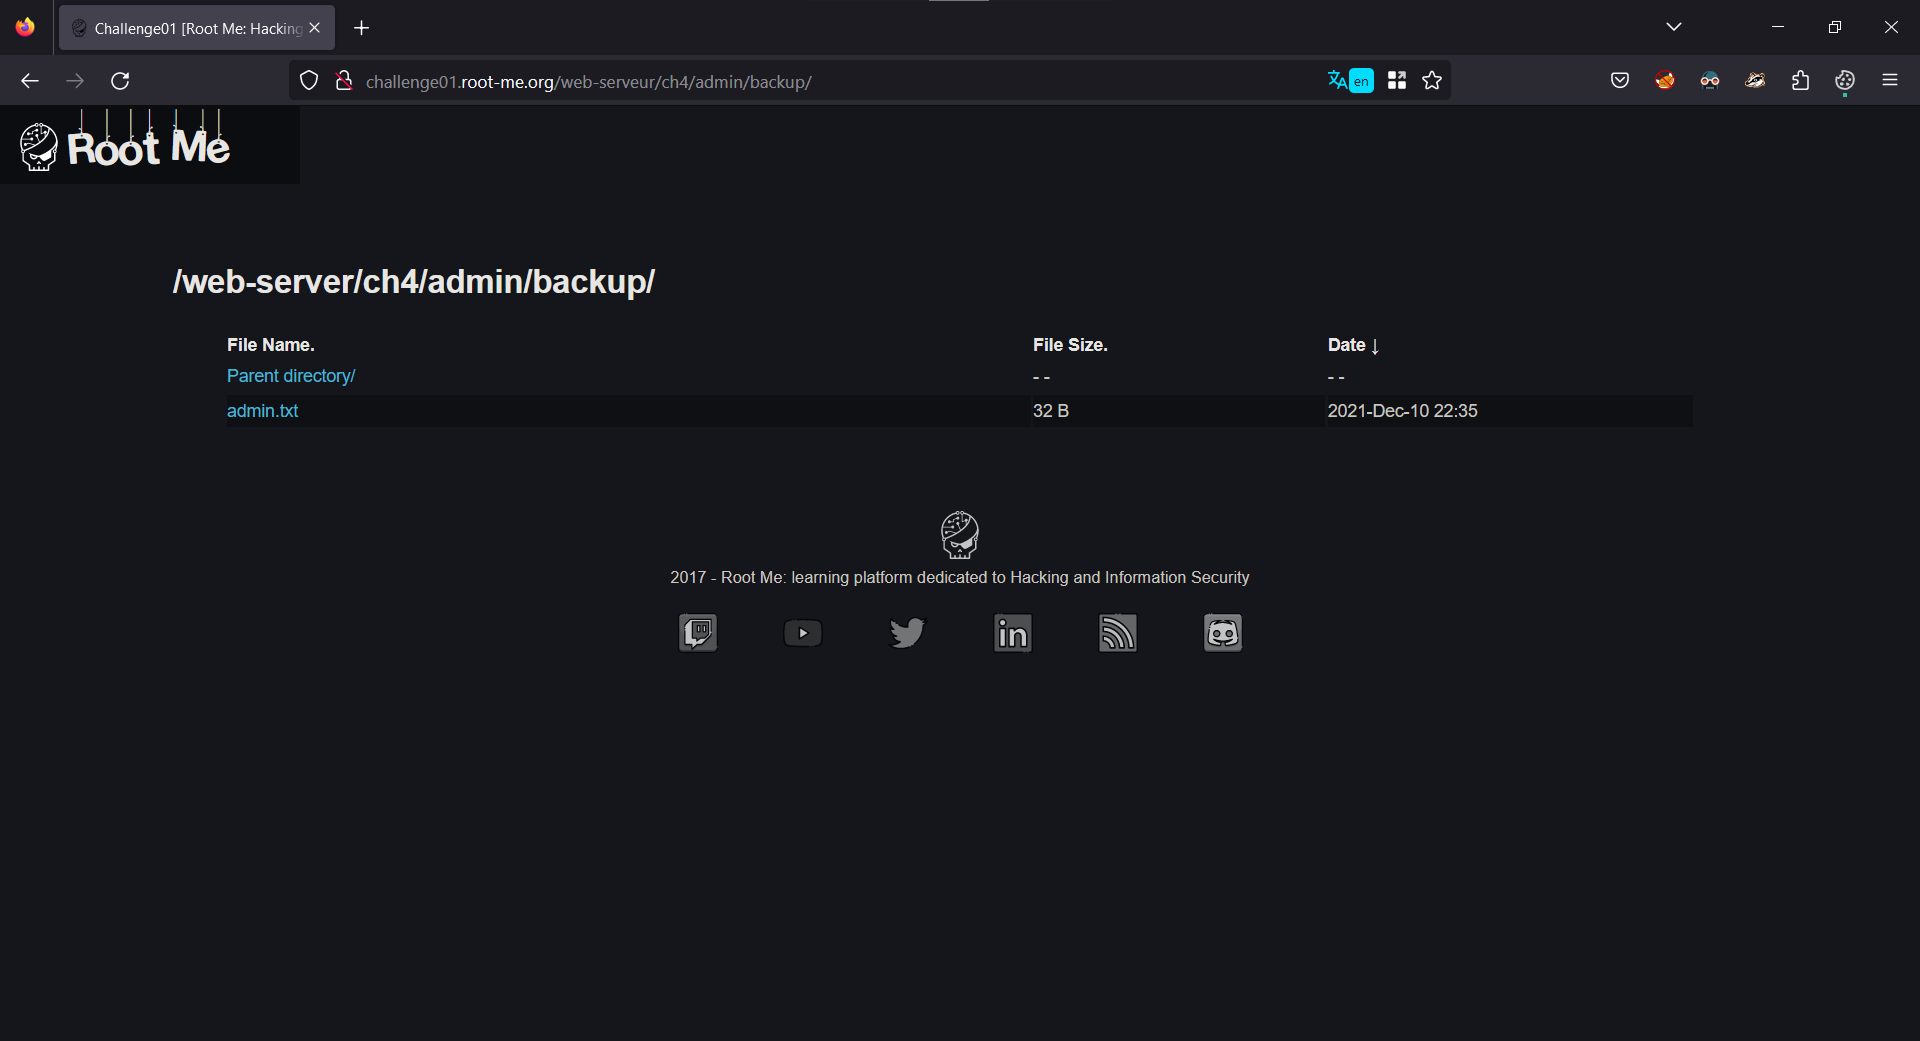 Challenge01 [Root Me: Hacking
challenge01.root-me.org/web-serveur/ch4/admin/backup/
en
Root Me
/web-server/ch4/admin/backup/
File Name. File Size. Date ↓
Parent directory/ - - - -
admin.txt 32 B 2021-Dec-10 22:35
2017 - Root Me: learning platform dedicated to Hacking and Information Security
in